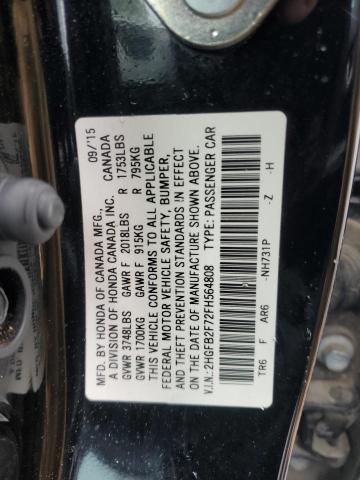 MFD. BY HONDA OF CANADA MFG., 09/'15
A DIVISION OF HONDA CANADA INC. CANADA
GVWR 3748LBS GAWR F 2018LBS R 1753LBS
GVWR 1700KG. GAWR F 915KG R 795KG
THIS VEHICLE CONFORMS TO ALL APPLICABLE
FEDERAL MOTOR VEHICLE SAFETY, BUMPER,
AND THEFT PREVENTION STANDARDS IN EFFECT
ON THE DATE OF MANUFACTURE SHOWN ABOVE.
V.I.N.: 2HGFB2F72FH564808 TYPE: PASSENGER CAR
TR6 F AR6 -NH731P -Z -H